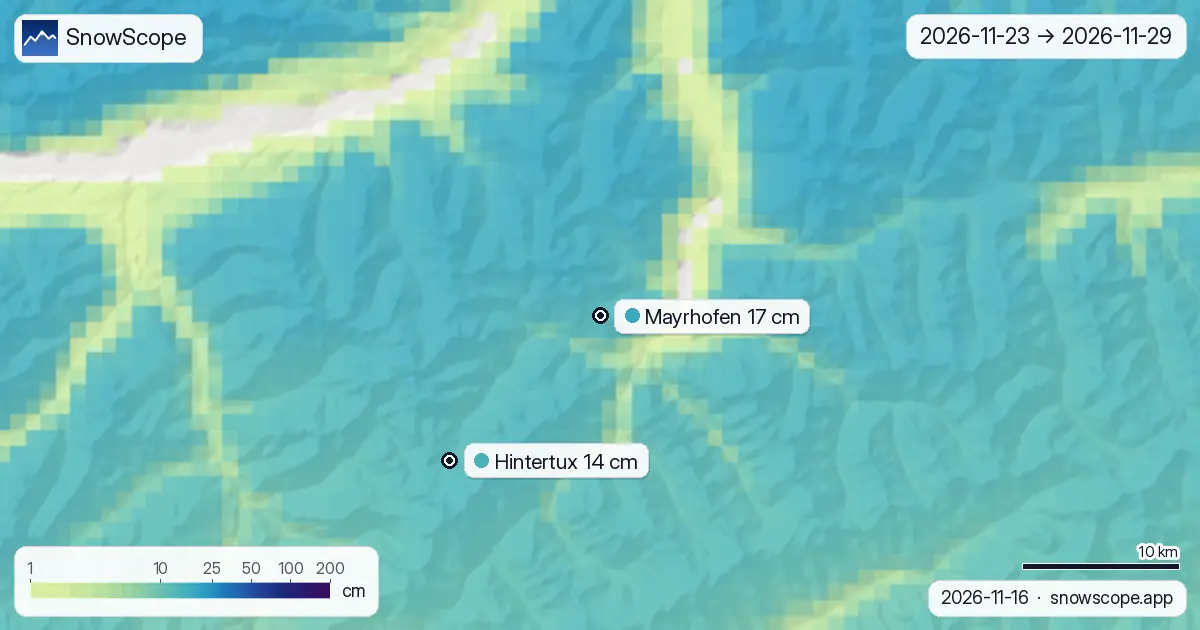 SnowScope
2026-11-23 → 2026-11-29
Mayrhofen 17 cm
Hintertux 14 cm
1 10 25 50 100 200
cm
10 km
2026-11-16 · snowscope.app